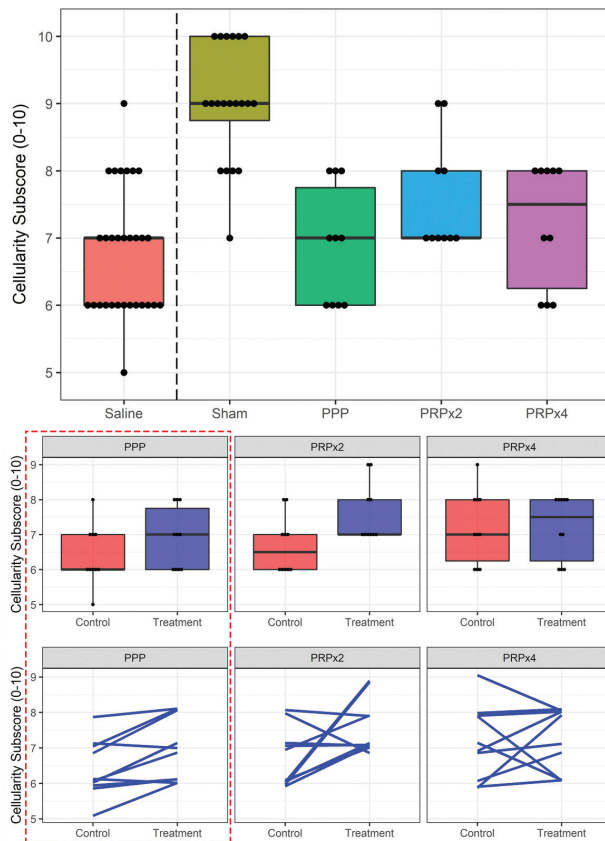 Cellularity Subscore (0-10)
10
9
8
7
6
5
Saline Sham PPP PRPx2 PRPx4
PPP PRPx2 PRPx4
Cellularity Subscore (0-10)
9
8
7
6
5
Control Treatment Control Treatment Control Treatment
PPP PRPx2 PRPx4
Cellularity Subscore (0-10)
9
8
7
6
5
Control Treatment Control Treatment Control Treatment